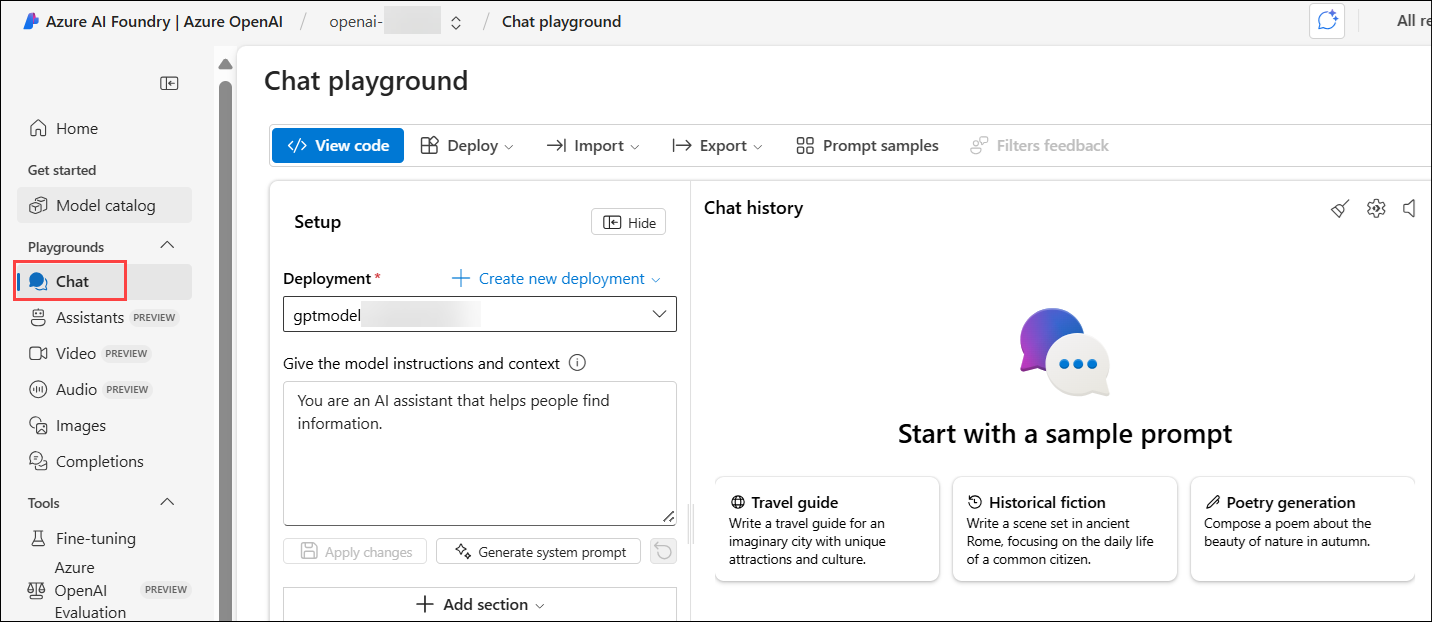 Azure AI Foundry | Azure OpenAI / openai- / Chat playground
All re
Chat playground
Home
Get started
Model catalog
Playgrounds
Chat
Assistants PREVIEW
Video PREVIEW
Audio PREVIEW
Images
Completions
Tools
Fine-tuning
Azure
OpenAI PREVIEW
Evaluation
</> View code
Deploy
Import
Export
Prompt samples
Filters feedback
Setup
Hide
Deployment *
+ Create new deployment
gptmodel
Give the model instructions and context
You are an AI assistant that helps people find
information.
Apply changes
Generate system prompt
+ Add section
Chat history
Start with a sample prompt
Travel guide
Write a travel guide for an
imaginary city with unique
attractions and culture.
Historical fiction
Write a scene set in ancient
Rome, focusing on the daily life
of a common citizen.
Poetry generation
Compose a poem about the
beauty of nature in autumn.